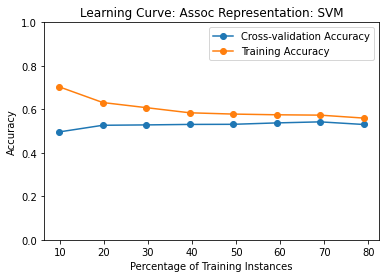 Learning Curve: Assoc Representation: SVM
Cross-validation Accuracy
Training Accuracy
Accuracy
1.0
0.8
0.6
0.4
0.2
0.0
10 20 30 40 50 60 70 80
Percentage of Training Instances